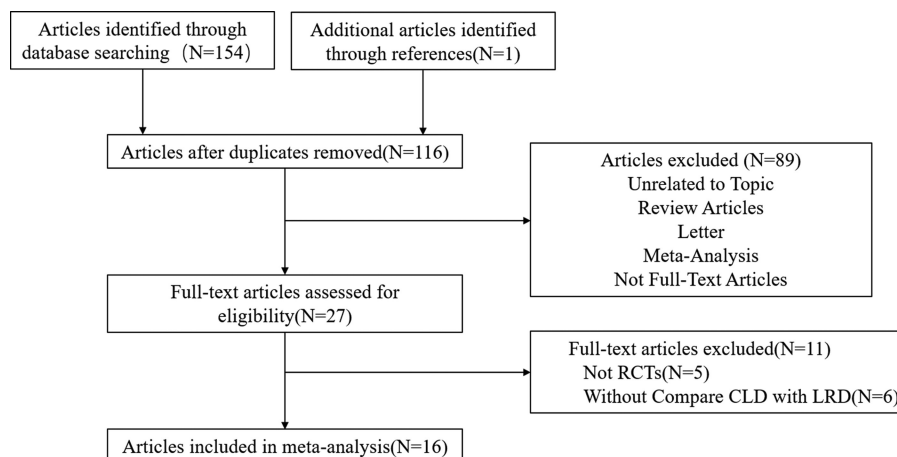 Articles identified through
database searching（N=154）
Additional articles identified
through references(N=1)
Articles after duplicates removed(N=116)
Articles excluded (N=89)
Unrelated to Topic
Review Articles
Letter
Meta-Analysis
Not Full-Text Articles
Full-text articles assessed for
eligibility(N=27)
Full-text articles excluded(N=11)
Not RCTs(N=5)
Without Compare CLD with LRD(N=6)
Articles included in meta-analysis(N=16)